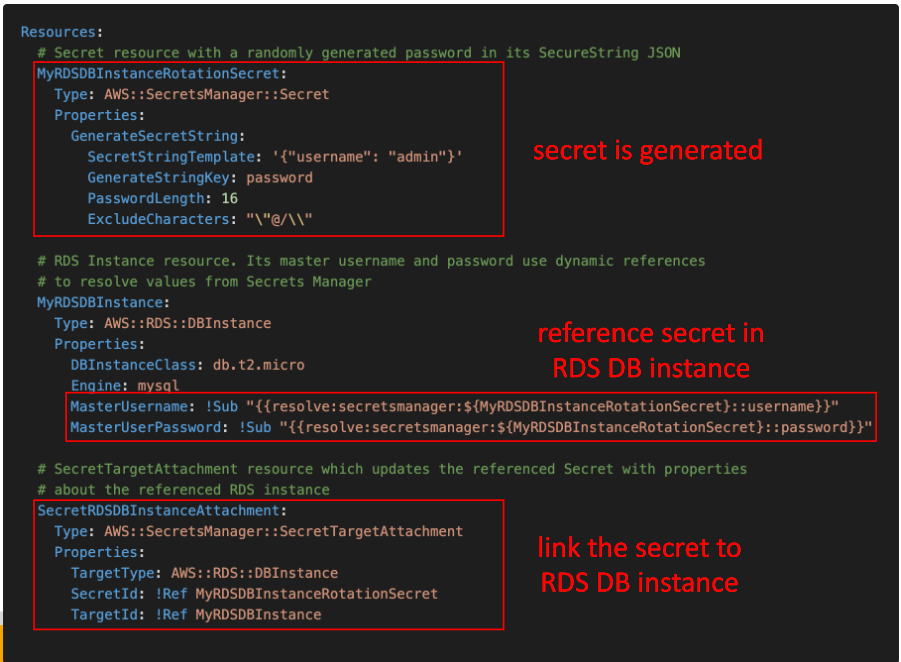 Resources:
# Secret resource with a randomly generated password in its SecureString JSON
MyRDSDBInstanceRotationSecret:
Type: AWS::SecretsManager::Secret
Properties:
GenerateSecretString:
SecretStringTemplate: '{"username": "admin"}'
GenerateStringKey: password
PasswordLength: 16
ExcludeCharacters: "\"@/\\"
secret is generated
# RDS Instance resource. Its master username and password use dynamic references
# to resolve values from Secrets Manager
MyRDSDBInstance:
Type: AWS::RDS::DBInstance
Properties:
DBInstanceClass: db.t2.micro
Engine: mysql
reference secret in
RDS DB instance
MasterUsername: !Sub "{{resolve:secretsmanager:${MyRDSDBInstanceRotationSecret}::username}}"
MasterUserPassword: !Sub "{{resolve:secretsmanager:${MyRDSDBInstanceRotationSecret}::password}}"
# SecretTargetAttachment resource which updates the referenced Secret with properties
# about the referenced RDS instance
SecretRDSDBInstanceAttachment:
Type: AWS::SecretsManager::SecretTargetAttachment
Properties:
TargetType: AWS::RDS::DBInstance
SecretId: !Ref MyRDSDBInstanceRotationSecret
TargetId: !Ref MyRDSDBInstance
link the secret to
RDS DB instance